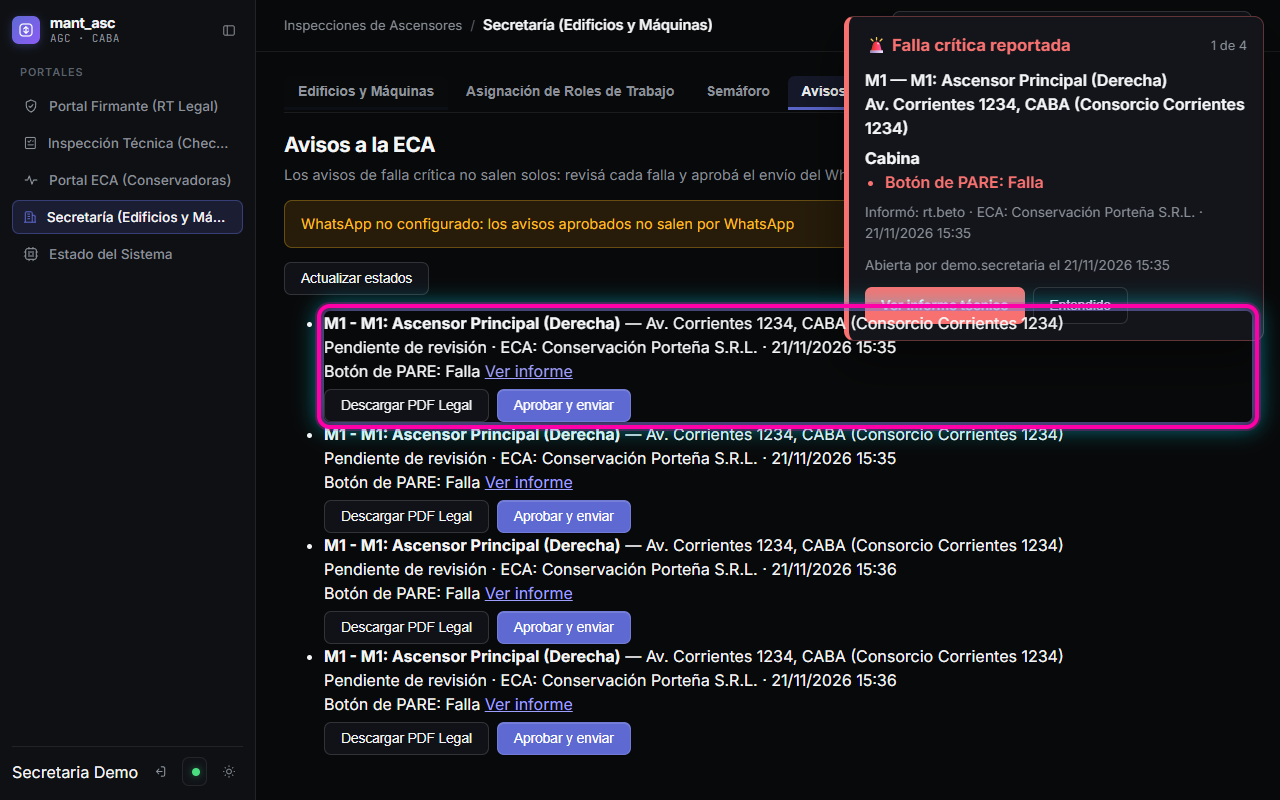 mant_asc
AGC · CABA
PORTALES
Portal Firmante (RT Legal)
Inspección Técnica (Chec...
Portal ECA (Conservadoras)
Secretaría (Edificios y Má...
Estado del Sistema
Secretaria Demo
Inspecciones de Ascensores / Secretaría (Edificios y Máquinas)
Edificios y Máquinas
Asignación de Roles de Trabajo
Semáforo
Avisos
Avisos a la ECA
Los avisos de falla crítica no salen solos: revisá cada falla y aprobá el envío del
WhatsApp no configurado: los avisos aprobados no salen por WhatsApp
Actualizar estados
🚨 Falla crítica reportada
1 de 4
M1 — M1: Ascensor Principal (Derecha)
Av. Corrientes 1234, CABA (Consorcio Corrientes
1234)
Cabina
• Botón de PARE: Falla
Informó: rt.beto · ECA: Conservación Porteña S.R.L. ·
21/11/2026 15:35
Abierta por demo.secretaria el 21/11/2026 15:35
Ver informe técnico
Entendido
• M1 - M1: Ascensor Principal (Derecha) — Av. Corrientes 1234, CABA (Consorcio Corrientes 1234)
Pendiente de revisión · ECA: Conservación Porteña S.R.L. · 21/11/2026 15:35
Botón de PARE: Falla Ver informe
Descargar PDF Legal
Aprobar y enviar
• M1 - M1: Ascensor Principal (Derecha) — Av. Corrientes 1234, CABA (Consorcio Corrientes 1234)
Pendiente de revisión · ECA: Conservación Porteña S.R.L. · 21/11/2026 15:35
Botón de PARE: Falla Ver informe
Descargar PDF Legal
Aprobar y enviar
• M1 - M1: Ascensor Principal (Derecha) — Av. Corrientes 1234, CABA (Consorcio Corrientes 1234)
Pendiente de revisión · ECA: Conservación Porteña S.R.L. · 21/11/2026 15:36
Botón de PARE: Falla Ver informe
Descargar PDF Legal
Aprobar y enviar
• M1 - M1: Ascensor Principal (Derecha) — Av. Corrientes 1234, CABA (Consorcio Corrientes 1234)
Pendiente de revisión · ECA: Conservación Porteña S.R.L. · 21/11/2026 15:36
Botón de PARE: Falla Ver informe
Descargar PDF Legal
Aprobar y enviar